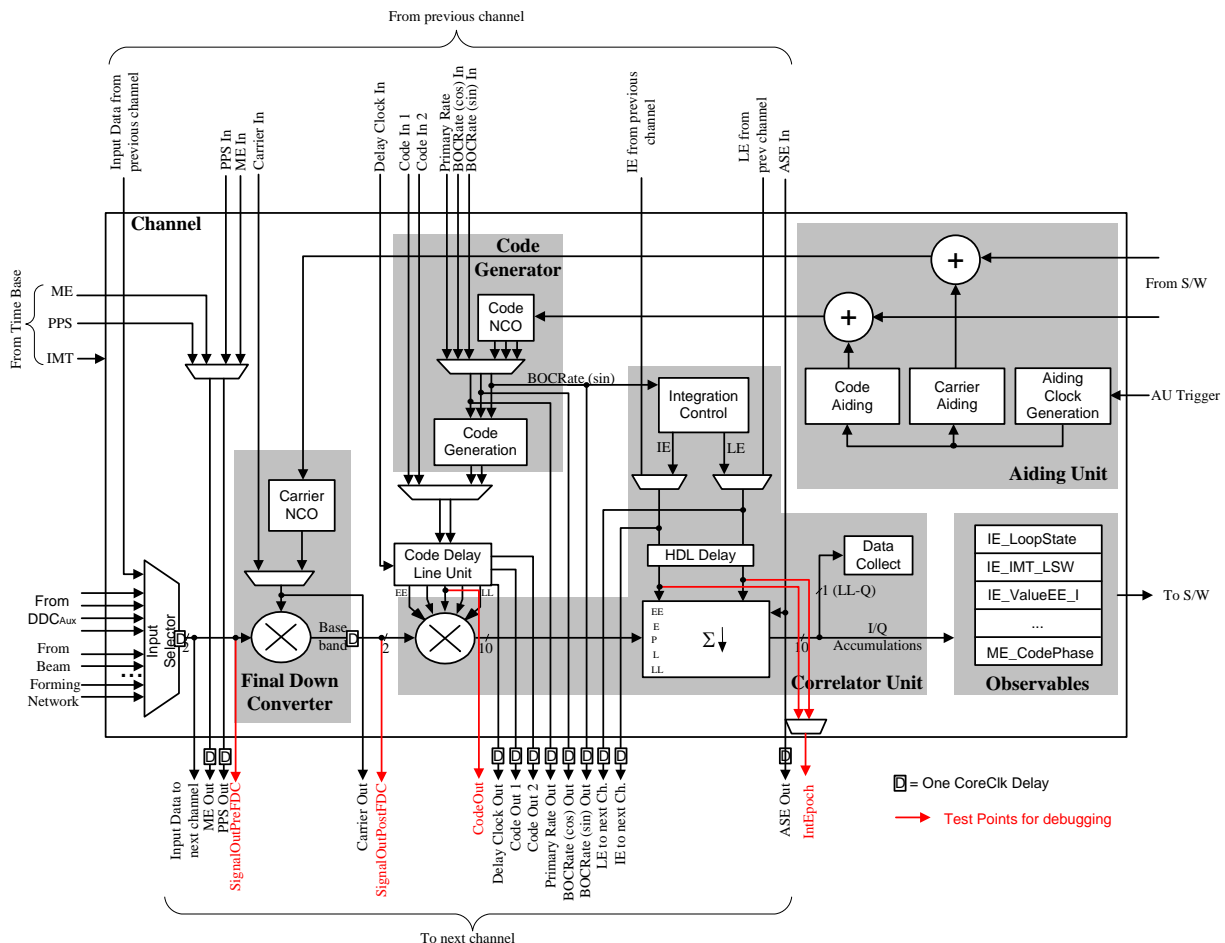 From previous channel
Input Data from
previous channel
PPS In
ME In
Carrier In
Delay Clock In
Code In 1
Code In 2
Primary Rate
BOCRate (cos) In
BOCRate (sin) In
IE from previous
channel
LE from
prev channel
ASE In
Channel
Code
Generator
From Time Base
ME
PPS
IMT
Code
NCO
+
+
From S/W
BOCRate (sin)
Integration
Control
Code
Aiding
Carrier
Aiding
Aiding
Clock
Generation
AU Trigger
Code
Generation
IE
LE
Aiding Unit
Carrier
NCO
Code Delay
Line Unit
EE
LL
HDL Delay
Data
Collect
1 (LL-Q)
IE_LoopState
IE_IMT_LSW
IE_ValueEE_I
...
ME_CodePhase
To S/W
From
DDCAux
From
Beam
Forming
Network
...
Input
Selector
D
2
Base
band
D
2
10
EE
E
P
L
LL
Σ
10
I/Q
Accumulations
Final Down
Converter
Correlator Unit
Observables
D
D
D
D
D
D
D
D
D
D
D
Input Data to
next channel
ME Out
PPS Out
SignalOutPreFDC
Carrier Out
SignalOutPostFDC
CodeOut
Delay Clock Out
Code Out 1
Code Out 2
Primary Rate Out
BOCRate (cos) Out
BOCRate (sin) Out
LE to next Ch.
IE to next Ch.
ASE Out
IntEpoch
D = One CoreClk Delay
Test Points for debugging
To next channel